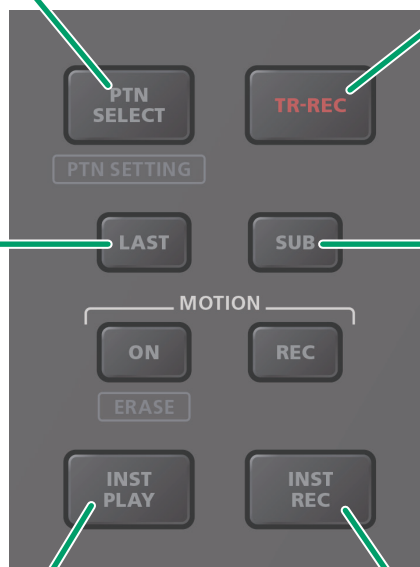 PTN
SELECT
TR-REC
PTN SETTING
LAST
SUB
MOTION
ON
REC
ERASE
INST
PLAY
INST
REC